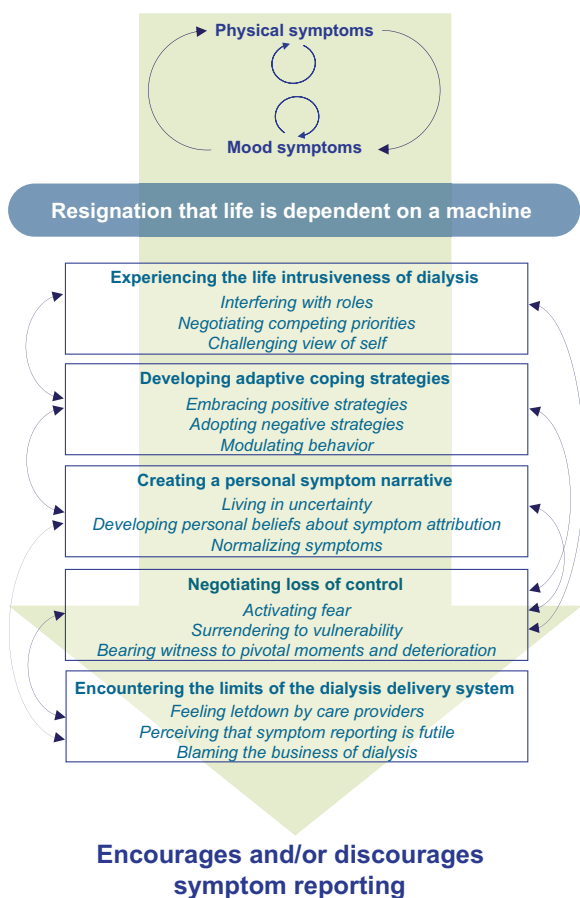 Physical symptoms
Mood symptoms
Resignation that life is dependent on a machine
Experiencing the life intrusiveness of dialysis
Interfering with roles
Negotiating competing priorities
Challenging view of self
Developing adaptive coping strategies
Embracing positive strategies
Adopting negative strategies
Modulating behavior
Creating a personal symptom narrative
Living in uncertainty
Developing personal beliefs about symptom attribution
Normalizing symptoms
Negotiating loss of control
Activating fear
Surrendering to vulnerability
Bearing witness to pivotal moments and deterioration
Encountering the limits of the dialysis delivery system
Feeling letdown by care providers
Perceiving that symptom reporting is futile
Blaming the business of dialysis
Encourages and/or discourages
symptom reporting